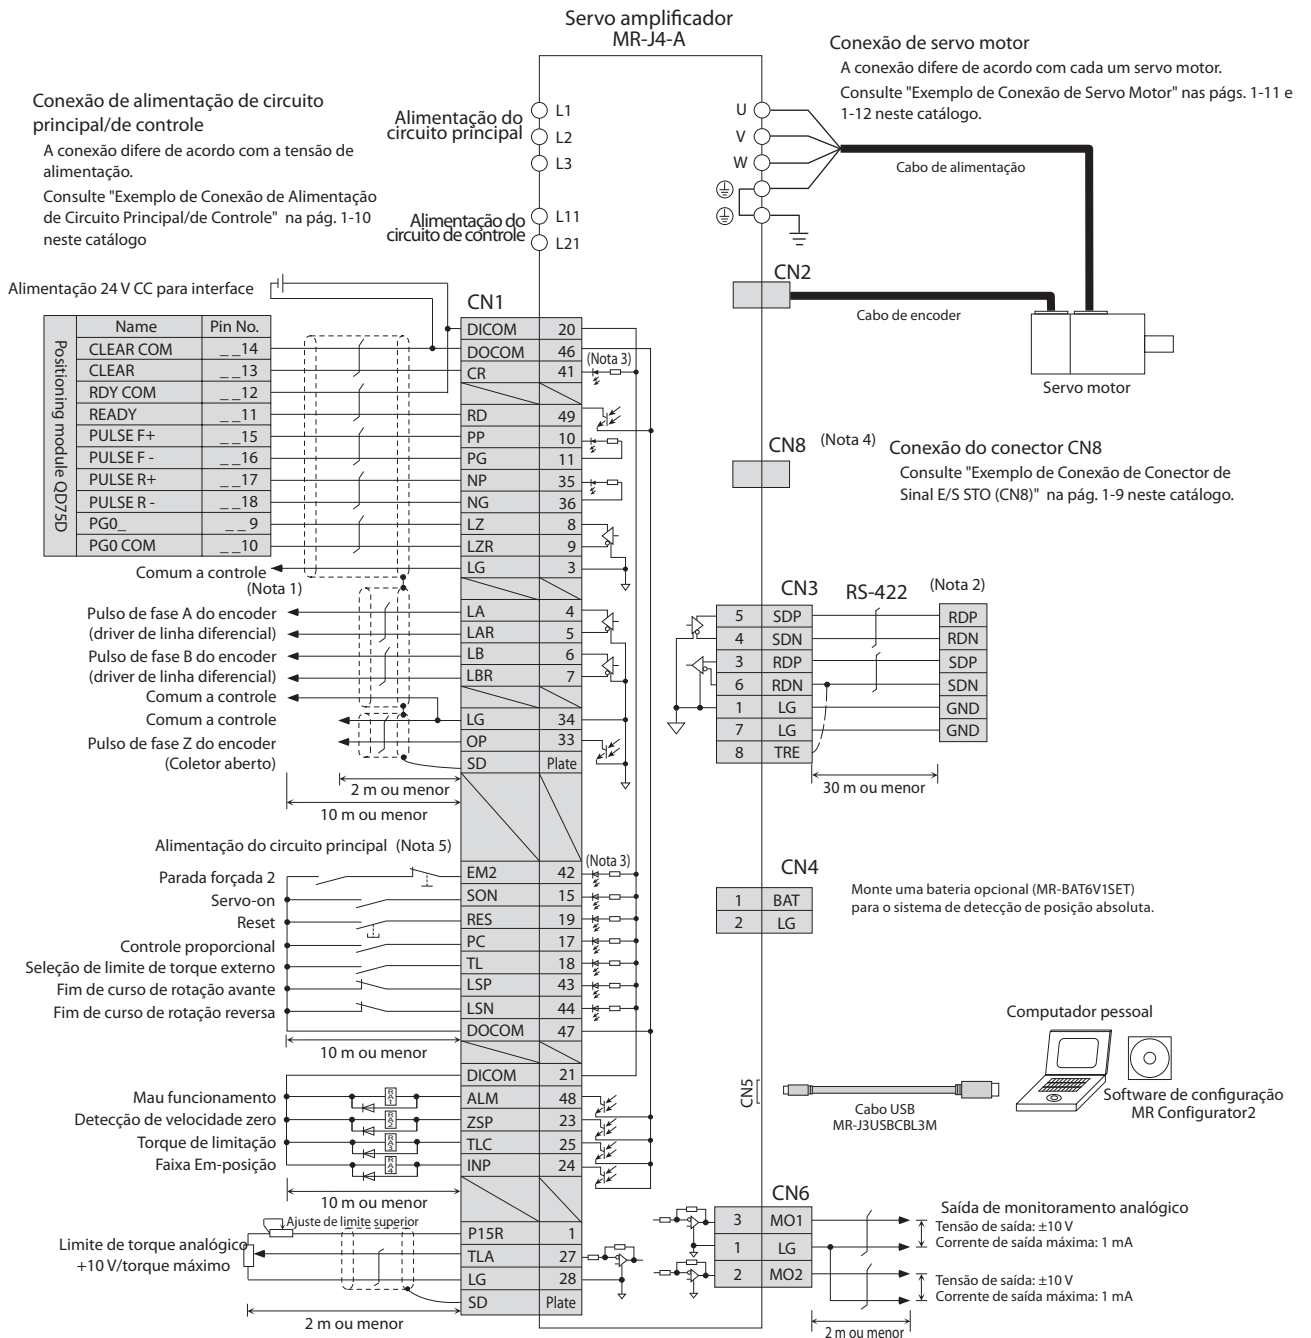 Servo amplificador
MR-J4-A
Conexão de servo motor
A conexão difere de acordo com cada um servo motor.
Consulte "Exemplo de Conexão de Servo Motor" nas págs. 1-11 e
1-12 neste catálogo.
Conexão de alimentação de circuito
principal/de controle
A conexão difere de acordo com a tensão de
alimentação.
Consulte "Exemplo de Conexão de Alimentação
de Circuito Principal/de Controle" na pág. 1-10
neste catálogo
Alimentação do
circuito principal
L1
L2
L3
Alimentação do
circuito de controle
L11
L21
U
V
W
Cabo de alimentação
CN2
Cabo de encoder
Servo motor
Alimentação 24 V CC para interface
CN1
Positioning module QD75D
Name Pin No.
CLEAR COM _ _14
CLEAR _ _13
RDY COM _ _12
READY _ _11
PULSE F+ _ _15
PULSE F - _ _16
PULSE R+ _ _17
PULSE R - _ _18
PG0_ _ _ 9
PG0 COM _ _10
DICOM 20
DOCOM 46
(Nota 3)
CR 41
RD 49
PP 10
PG 11
NP 35
NG 36
LZ 8
LZR 9
LG 3
Comum a controle
(Nota 1)
Pulso de fase A do encoder
(driver de linha diferencial)
Pulso de fase B do encoder
(driver de linha diferencial)
Comum a controle
Comum a controle
Pulso de fase Z do encoder
(Coletor aberto)
LA 4
LAR 5
LB 6
LBR 7
LG 34
OP 33
SD Plate
2 m ou menor
10 m ou menor
CN8
(Nota 4)
Conexão do conector CN8
Consulte "Exemplo de Conexão de Conector de
Sinal E/S STO (CN8)" na pág. 1-9 neste catálogo.
CN3
RS-422
(Nota 2)
5 SDP RDP
4 SDN RDN
3 RDP SDP
6 RDN SDN
1 LG GND
7 LG GND
8 TRE
30 m ou menor
Alimentação do circuito principal (Nota 5)
Parada forçada 2
Servo-on
Reset
Controle proporcional
Seleção de limite de torque externo
Fim de curso de rotação avante
Fim de curso de rotação reversa
(Nota 3)
EM2 42
SON 15
RES 19
PC 17
TL 18
LSP 43
LSN 44
DOCOM 47
10 m ou menor
CN4
1 BAT
2 LG
Monte uma bateria opcional (MR-BAT6V1SET)
para o sistema de detecção de posição absoluta.
DICOM 21
Mau funcionamento RA1 ALM 48
Detecção de velocidade zero RA2 ZSP 23
Torque de limitação RA3 TLC 25
Faixa Em-posição RA4 INP 24
10 m ou menor
CN5
Cabo USB
MR-J3USBCBL3M
Computador pessoal
Software de configuração
MR Configurator2
Ajuste de limite superior
Limite de torque analógico
+10 V/torque máximo
P15R 1
TLA 27
LG 28
SD Plate
2 m ou menor
CN6
3 MO1
1 LG
2 MO2
Saída de monitoramento analógico
Tensão de saída: ±10 V
Corrente de saída máxima: 1 mA
Tensão de saída: ±10 V
Corrente de saída máxima: 1 mA
2 m ou menor